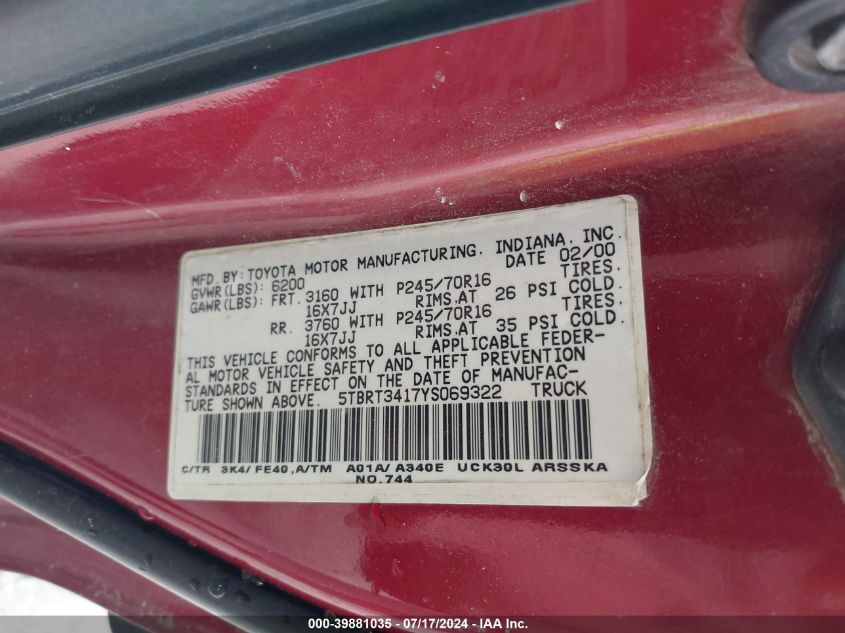 MFD. BY: TOYOTA MOTOR MANUFACTURING, INDIANA, INC.
GVWR(LBS): 6200 DATE 02/00
GAWR(LBS): FRT. 3160 WITH P245/70R16 TIRES,
16X7JJ RIMS.AT 26 PSI COLD.
RR. 3760 WITH P245/70R16 TIRES,
16X7JJ RIMS.AT 35 PSI COLD.
THIS VEHICLE CONFORMS TO ALL APPLICABLE FEDER-
AL MOTOR VEHICLE SAFETY AND THEFT PREVENTION
STANDARDS IN EFFECT ON THE DATE OF MANUFAC-
TURE SHOWN ABOVE. 5TBRT3417YS069322 TRUCK
C/TR 3K4/ FE40,A/TM A01A/ A340E UCK30L ARSSKA
NO.744
000-39881035 / 07/17/2024 / IAA Inc.